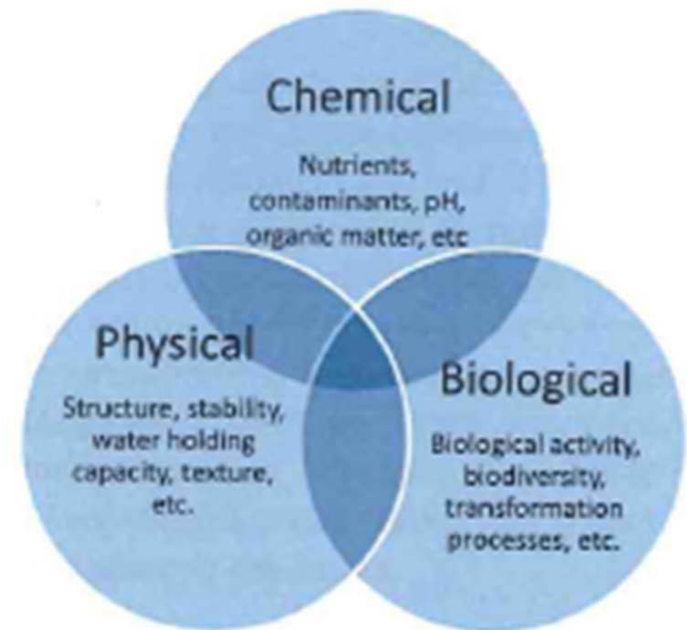 Chemical
Nutrients,
contaminants, pH,
organic matter, etc
Physical
Structure, stability,
water holding
capacity, texture,
etc.
Biological
Biological activity,
biodiversity,
transformation
processes, etc.